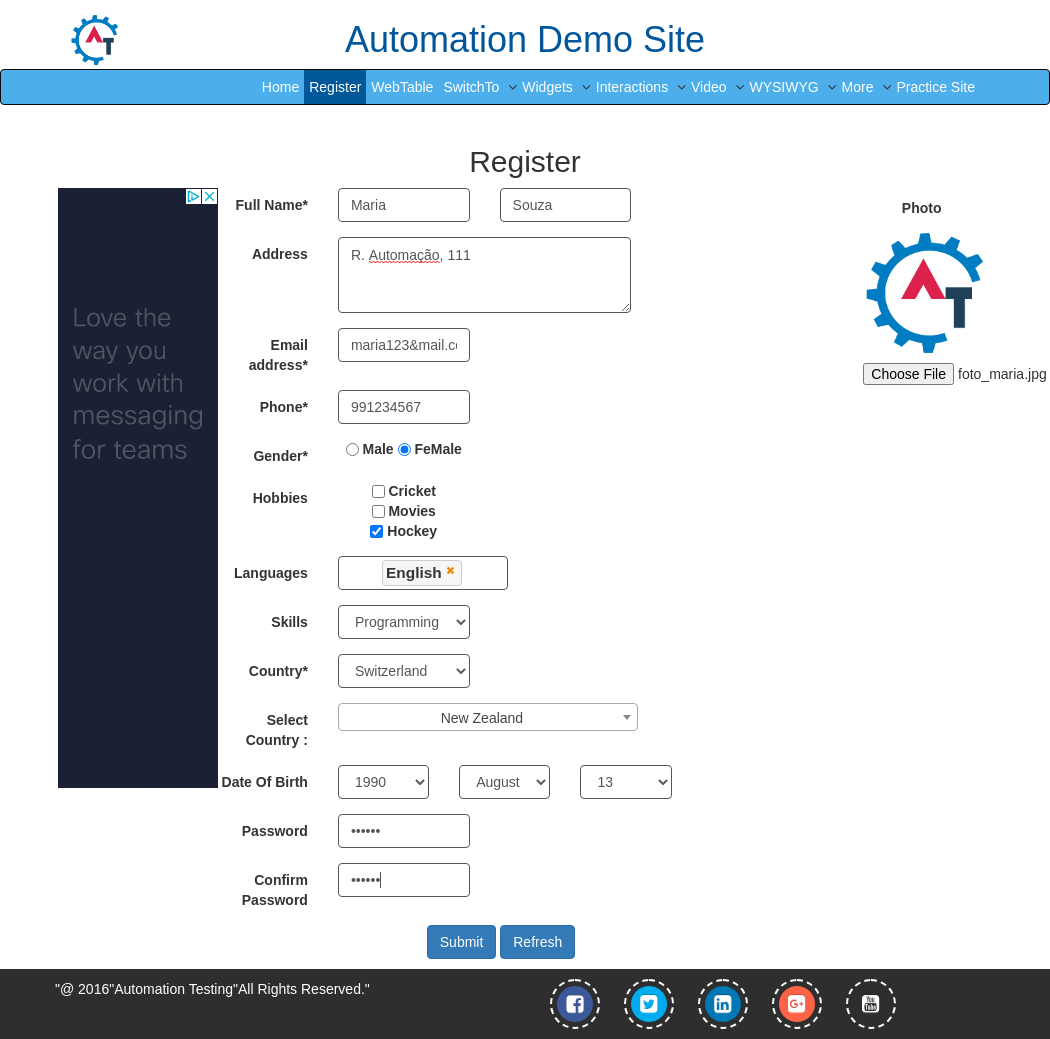 Automation Demo Site
Home Register WebTable SwitchTo Widgets Interactions Video WYSIWYG More Practice Site
Register
Love the
way you
work with
messaging
for teams
Full Name* Maria Souza
Photo
Address R. Automação, 111
Email address* maria123&mail.co
Choose File foto_maria.jpg
Phone* 991234567
Gender* Male FeMale
Hobbies Cricket
Movies
Hockey
Languages English
Skills Programming
Country* Switzerland
Select Country : New Zealand
Date Of Birth 1990 August 13
Password ••••••
Confirm Password ••••••
Submit Refresh
"@ 2016"Automation Testing"All Rights Reserved."
You Tube